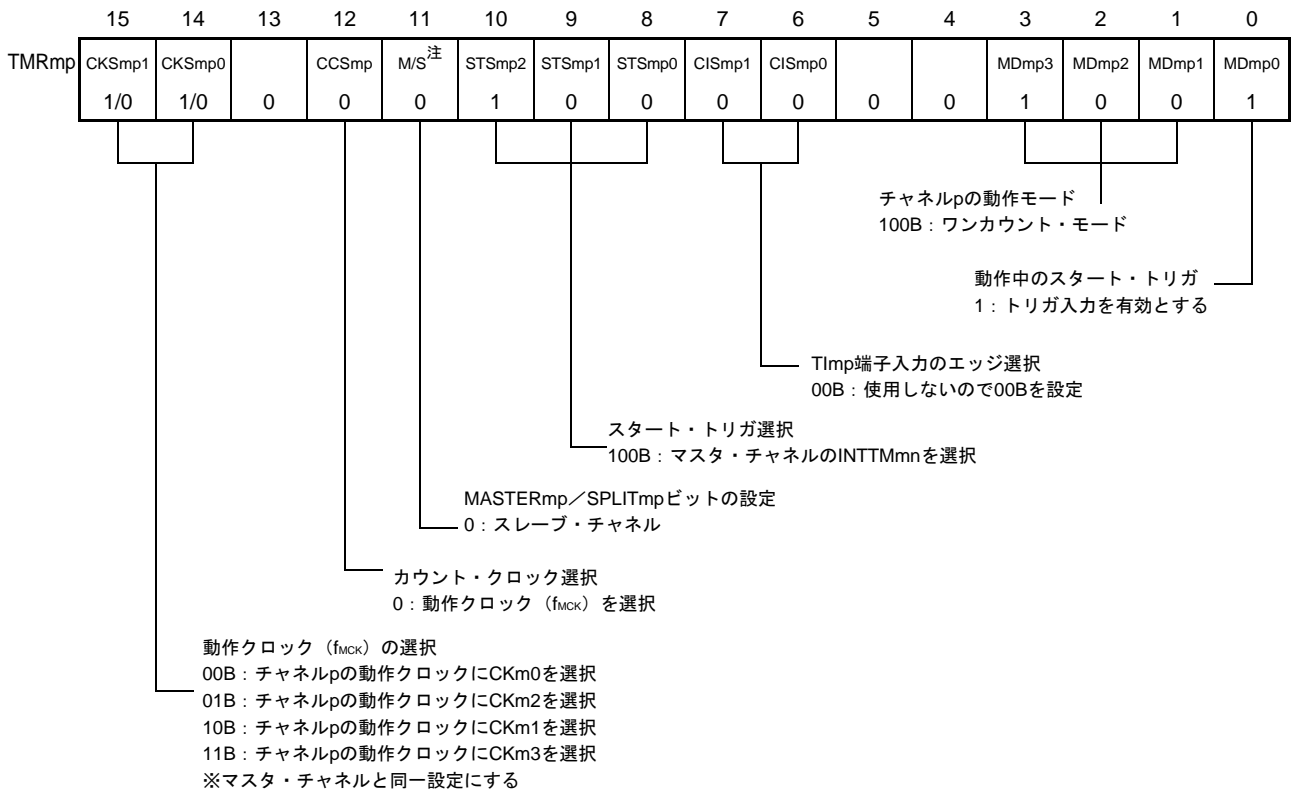 15 14 13 12 11 10 9 8 7 6 5 4 3 2 1 0
TMRmp CKSmp1 CKSmp0 CCSmp M/S注 STSmp2 STSmp1 STSmp0 CISmp1 CISmp0 MDmp3 MDmp2 MDmp1 MDmp0
1/0 1/0 0 0 0 1 0 0 0 0 0 0 1 0 0 1
チャネルpの動作モード
100B：ワンカウント・モード
動作中のスタート・トリガ
1：トリガ入力を有効とする
TImp端子入力のエッジ選択
00B：使用しないので00Bを設定
スタート・トリガ選択
100B：マスタ・チャネルのINTTMmnを選択
MASTERmp／SPLITmpビットの設定
0：スレーブ・チャネル
カウント・クロック選択
0：動作クロック（fMCK）を選択
動作クロック（fMCK）の選択
00B：チャネルpの動作クロックにCKm0を選択
01B：チャネルpの動作クロックにCKm2を選択
10B：チャネルpの動作クロックにCKm1を選択
11B：チャネルpの動作クロックにCKm3を選択
※マスタ・チャネルと同一設定にする